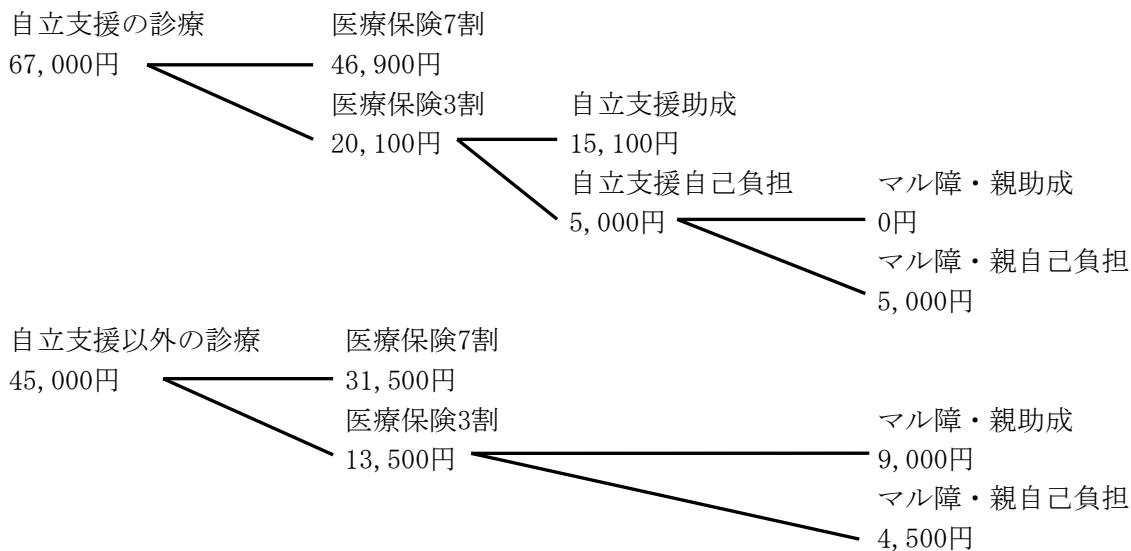 自立支援の診療 医療保険7割
67,000円 46,900円
医療保険3割 自立支援助成
20,100円 15,100円
自立支援自己負担 マル障・親助成
5,000円 0円
マル障・親自己負担
5,000円
自立支援以外の診療 医療保険7割
45,000円 31,500円
医療保険3割 マル障・親助成
13,500円 9,000円
マル障・親自己負担
4,500円